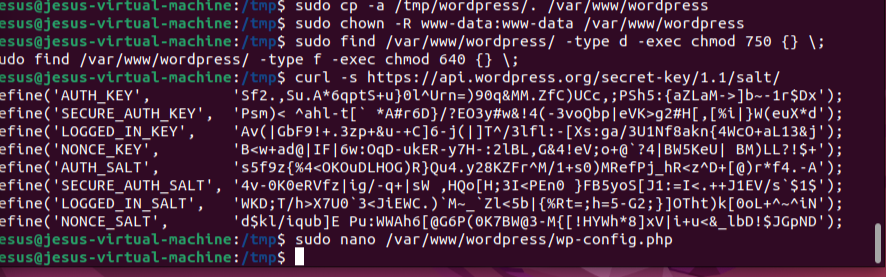 esus@jesus-virtual-machine:/tmp$ sudo cp -a /tmp/wordpress/. /var/www/wordpress
esus@jesus-virtual-machine:/tmp$ sudo chown -R www-data:www-data /var/www/wordpress
esus@jesus-virtual-machine:/tmp$ sudo find /var/www/wordpress/ -type d -exec chmod 750 {} \;
udo find /var/www/wordpress/ -type f -exec chmod 640 {} \;
esus@jesus-virtual-machine:/tmp$ curl -s https://api.wordpress.org/secret-key/1.1/salt/
efine('AUTH_KEY',         'Sf2.,Su.A*6qptS+u}0l^Urn=)90q&MM.ZfC)UCc,;PSh5:{aZLaM->]b~-1r$Dx');
efine('SECURE_AUTH_KEY',  'Psm)< ^ahl-t[` *A#r6D}/?EO3y#w&!4(-3voQbp|eVK>g2#H[,[%i|}W(euX*d');
efine('LOGGED_IN_KEY',    'Av(|GbF9!+.3zp+&u-+C]6-j(|]T^/3lfl:-[Xs:ga/3U1Nf8akn{4WcO+aL13&j');
efine('NONCE_KEY',        'B<w+ad@|IF|6w:OqD-ukER-y7H-:2lBL,G&4!eV;o+@`?4|BW5KeU| BM)LL?!$+');
efine('AUTH_SALT',        's5f9z{%4<OKOuDLHOG)R}Qu4.y28KZFr^M/1+s0)MRefPj_hR<z^D+[@)r*f4.-A');
efine('SECURE_AUTH_SALT', '4v-0K0eRVfz|ig/-q+|sW ,HQo[H;3I<PEn0 }FB5yoS[J1:=I<.++J1EV/s`$1$');
efine('LOGGED_IN_SALT',   'WKD;T/h>X7U0`3<JiEWC.)`M~_`Zl<5b|{%Rt=;h=5-G2;}]OTht)k[0oL+^~^iN');
efine('NONCE_SALT',       'd$kl/iqub]E Pu:WWAh6[@G6P(0K7BW@3-M{[!HYWh*8]xV|i+u<&_lbD!$JGpND');
esus@jesus-virtual-machine:/tmp$ sudo nano /var/www/wordpress/wp-config.php
esus@jesus-virtual-machine:/tmp$